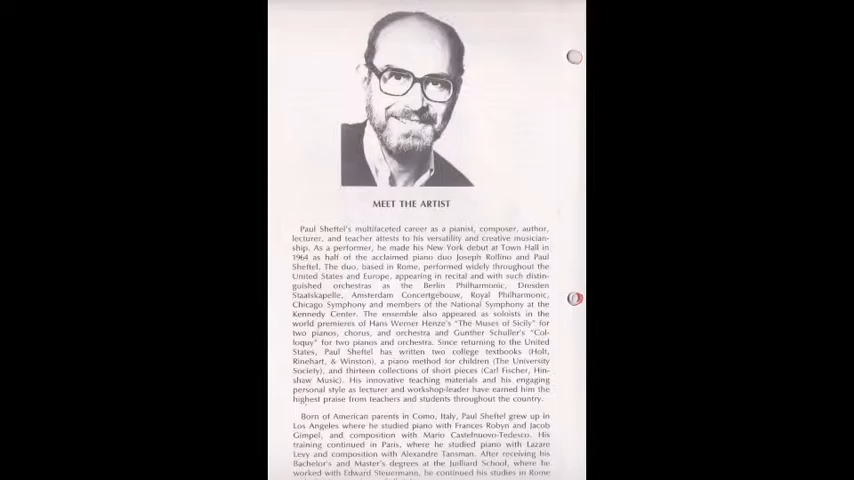 MEET THE ARTIST
Paul Sheftel's multifaceted career as a pianist, composer, author,
lecturer, and teacher attests to his versatility and creative musician-
ship. As a performer, he made his New York debut at Town Hall in
1964 as half of the acclaimed piano duo Joseph Rollino and Paul
Sheftel. The duo, based in Rome, performed widely throughout the
United States and Europe, appearing in recital and with such distin-
guished orchestras as the Berlin Philharmonic, Dresden
Staatskapelle, Amsterdam Concertgebouw, Royal Philharmonic,
Chicago Symphony and members of the National Symphony at the
Kennedy Center. The ensemble also appeared as soloists in the
world premieres of Hans Werner Henze's "The Muses of Sicily" for
two pianos, chorus, and orchestra and Gunther Schuller's "Col-
loquy" for two pianos and orchestra. Since returning to the United
States, Paul Sheftel has written two college textbooks (Holt,
Rinehart, & Winston), a piano method for children (The University
Society), and thirteen collections of short pieces (Carl Fischer, Hin-
shaw Music). His innovative teaching materials and his engaging
personal style as lecturer and workshop-leader have earned him the
highest praise from teachers and students throughout the country.
Born of American parents in Como, Italy, Paul Sheftel grew up in
Los Angeles where he studied piano with Frances Robyn and Jacob
Gimpel, and composition with Mario Castelnuovo-Tedesco. His
training continued in Paris, where he studied piano with Lazare
Levy and composition with Alexandre Tansman. After receiving his
Bachelor's and Master's degrees at the Juilliard School, where he
worked with Edward Steuermann, he continued his studies in Rome